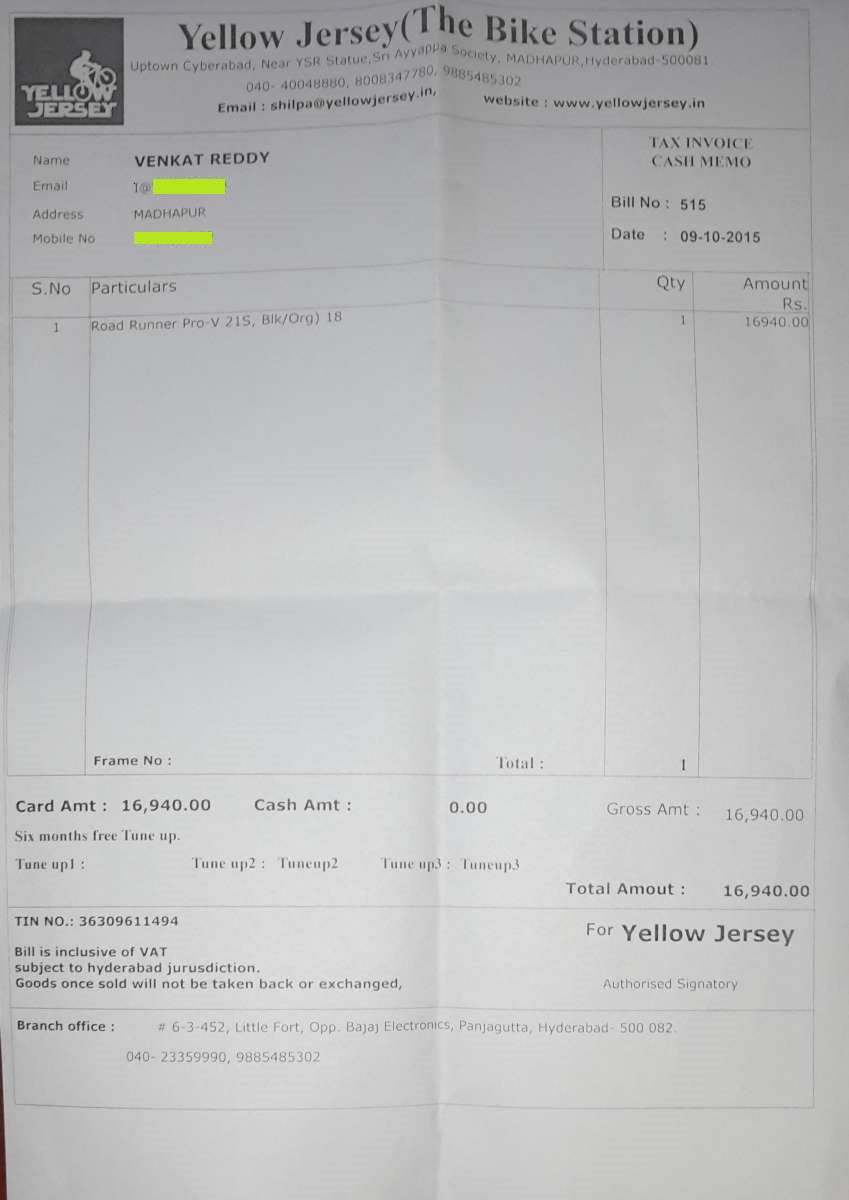 Yellow Jersey(The Bike Station)
Uptown Cyberabad, Near YSR Statue,Sri Ayyappa Society, MADHAPUR,Hyderabad-500081.
040- 40048880, 8008347780, 9885485302
Email : shilpa@yellowjersey.in, website : www.yellowjersey.in
YELLOW
JERSEY
TAX INVOICE
CASH MEMO
Name VENKAT REDDY
Email 1@
Address MADHAPUR
Mobile No
Bill No : 515
Date : 09-10-2015
S.No Particulars Qty Amount
Rs.
1 Road Runner Pro-V 21S, Blk/Org) 18 1 16940.00
Frame No : Total : 1
Card Amt : 16,940.00 Cash Amt : 0.00 Gross Amt : 16,940.00
Six months free Tune up.
Tune up1 : Tune up2 : Tuneup2 Tune up3 : Tuneup3
Total Amout : 16,940.00
TIN NO.: 36309611494
For Yellow Jersey
Bill is inclusive of VAT
subject to hyderabad jurusdiction.
Goods once sold will not be taken back or exchanged,
Authorised Signatory
Branch office : # 6-3-452, Little Fort, Opp. Bajaj Electronics, Panjagutta, Hyderabad- 500 082.
040- 23359990, 9885485302